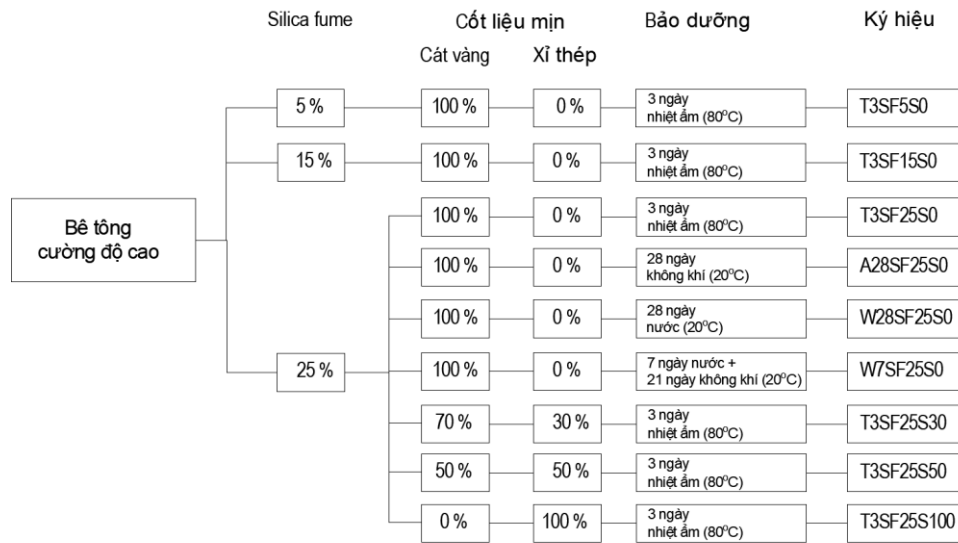 Silica fume
Cốt liệu mịn
Bảo dưỡng
Ký hiệu
Cát vàng
Xỉ thép
5 %
100 %
0 %
3 ngày
nhiệt ẩm (80°C)
T3SF5S0
15 %
100 %
0 %
3 ngày
nhiệt ẩm (80°C)
T3SF15S0
Bê tông
cường độ cao
100 %
0 %
3 ngày
nhiệt ẩm (80°C)
T3SF25S0
100 %
0 %
28 ngày
không khí (20°C)
A28SF25S0
100 %
0 %
28 ngày
nước (20°C)
W28SF25S0
25 %
100 %
0 %
7 ngày nước +
21 ngày không khí (20°C)
W7SF25S0
70 %
30 %
3 ngày
nhiệt ẩm (80°C)
T3SF25S30
50 %
50 %
3 ngày
nhiệt ẩm (80°C)
T3SF25S50
0 %
100 %
3 ngày
nhiệt ẩm (80°C)
T3SF25S100